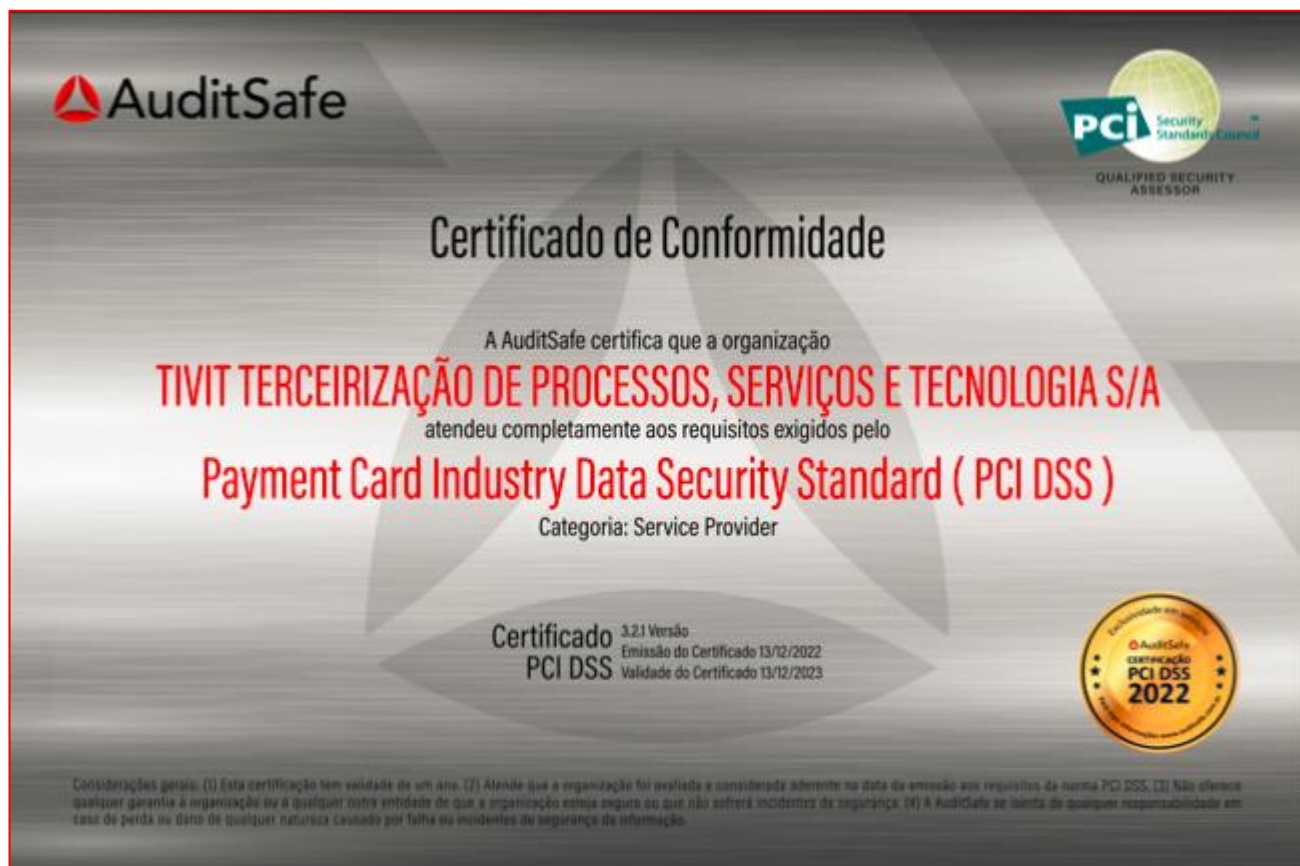 AuditSafe
PCI Security
Standards Council
QUALIFIED SECURITY
ASSESSOR
Certificado de Conformidade
A AuditSafe certifica que a organização
TIVIT TERCEIRIZAÇÃO DE PROCESSOS, SERVIÇOS E TECNOLOGIA S/A
atendeu completamente aos requisitos exigidos pelo
Payment Card Industry Data Security Standard ( PCI DSS )
Categoria: Service Provider
Certificado
PCI DSS
3.2.1 Versão
Emissão do Certificado 13/12/2022
Validade do Certificado 13/12/2023
AuditSafe
CERTIFICAÇÃO
PCI DSS
2022
Considerações gerais: (1) Esta certificação tem validade de um ano. (2) Atende que a organização foi avaliada e considerada aderente na data da emissão aos requisitos da norma PCI DSS. (3) Não oferece
qualquer garantia à organização ou a qualquer outra entidade de que a organização esteja segura ou que não sofrerá incidentes de segurança. (4) A AuditSafe se isenta de qualquer responsabilidade em
caso de perda ou dano de qualquer natureza causado por falha ou incidentes de segurança da informação.